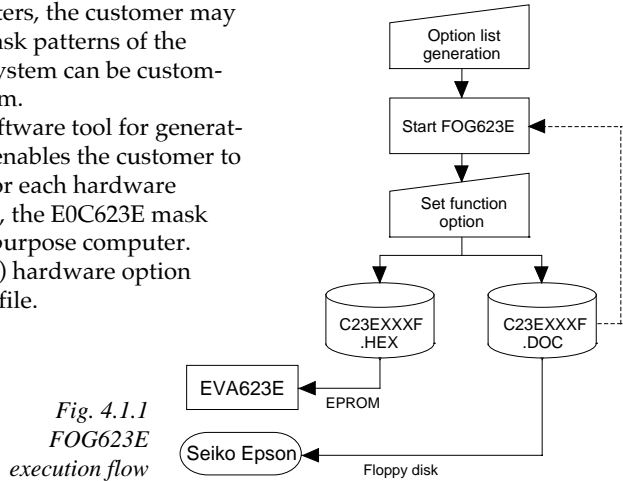 ters, the customer may
ask patterns of the
ystem can be custom-
m.
ftware tool for generat-
enables the customer to
or each hardware
, the E0C623E mask
purpose computer.
) hardware option
file.
Option list
generation
Start FOG623E
Set function
option
C23EXXXF
.HEX
C23EXXXF
.DOC
EVA623E
EPROM
Seiko Epson
Floppy disk
Fig. 4.1.1
FOG623E
execution flow